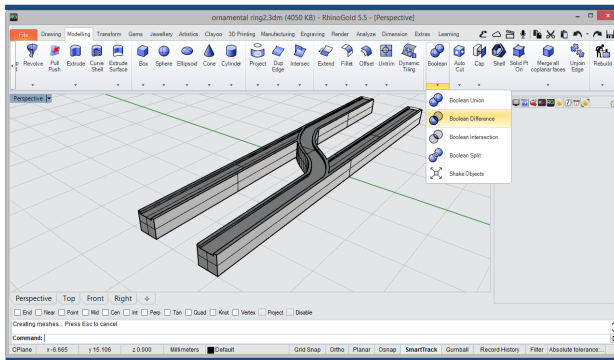 ornamental ring2.3dm (4050 KB) - RhinoGold 5.5 - [Perspective]
File Drawing Modelling Transform Gems Jewellery Artistics Clayoo 3D Printing Manufacturing Engraving Render Analyze Dimension Extras Learning
Revolve Pull Push Extrude Curve Shell Extrude Surface Box Sphere Ellipsoid Cone Cylinder Project Dup Edge Intersec Extend Fillet Offset Untrim Dynamic Tiling Boolean Auto Cut Cap Shell Solid Pt On Merge all coplanar faces Unjoin Edge Rebuild
Perspective
Boolean Union
Boolean Difference
Boolean Intersection
Boolean Split
Shake Objects
Perspective Top Front Right
End Near Point Mid Cen Int Perp Tan Quad Knot Vertex Project Disable
Creating meshes... Press Esc to cancel
Command:
CPlane x -6.665 y 15.106 z 0.000 Millimeters Default Grid Snap Ortho Planar Osnap SmartTrack Gumball Record History Filter Absolute tolerance:...